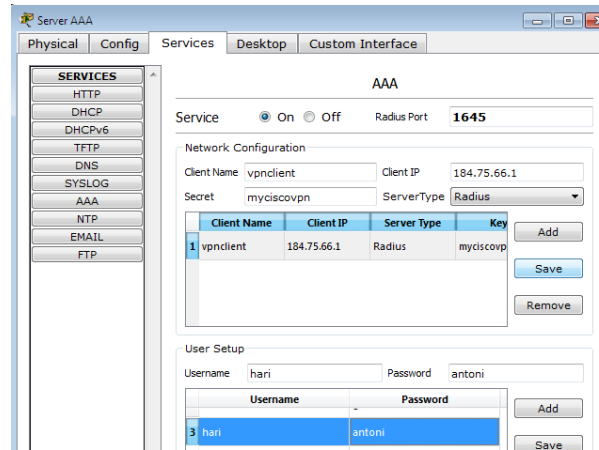 Server AAA
Physical Config Services Desktop Custom Interface
SERVICES
HTTP
DHCP
DHCPv6
TFTP
DNS
SYSLOG
AAA
NTP
EMAIL
FTP
AAA
Service On Off Radius Port 1645
Network Configuration
Client Name vpnclient Client IP 184.75.66.1
Secret myciscovpn ServerType Radius
Client Name Client IP Server Type Key
1 vpnclient 184.75.66.1 Radius myciscovp
Add
Save
Remove
User Setup
Username hari Password antoni
Username Password
3 hari antoni
Add
Save